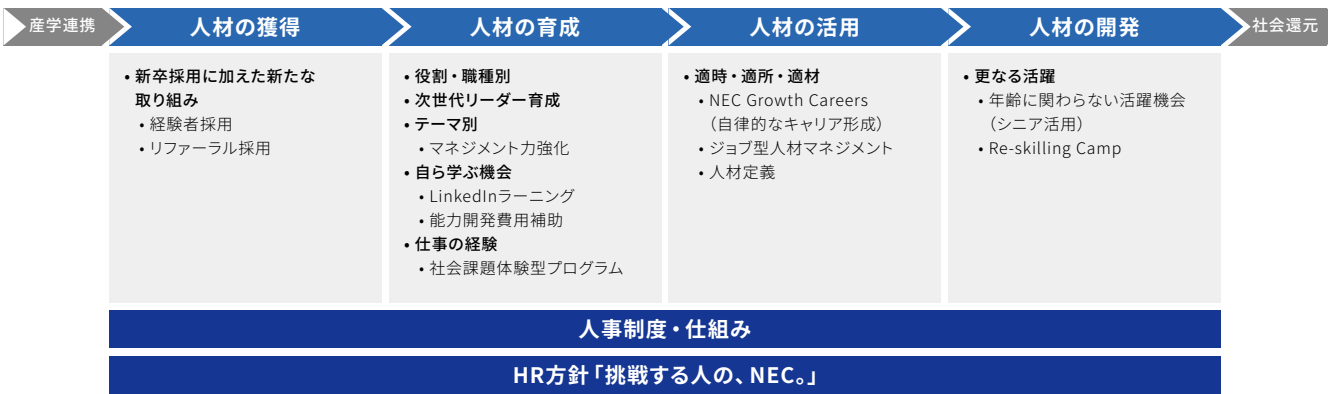 産学連携
人材の獲得
人材の育成
人材の活用
人材の開発
社会還元
• 新卒採用に加えた新たな
取り組み
• 経験者採用
• リファーラル採用
• 役割・職種別
• 次世代リーダー育成
• テーマ別
• マネジメント力強化
• 自ら学ぶ機会
• LinkedInラーニング
• 能力開発費用補助
• 仕事の経験
• 社会課題体験型プログラム
• 適時・適所・適材
• NEC Growth Careers
（自律的なキャリア形成）
• ジョブ型人材マネジメント
• 人材定義
• 更なる活躍
• 年齢に関わらない活躍機会
（シニア活用）
• Re-skilling Camp
人事制度・仕組み
HR方針「挑戦する人の、NEC。」